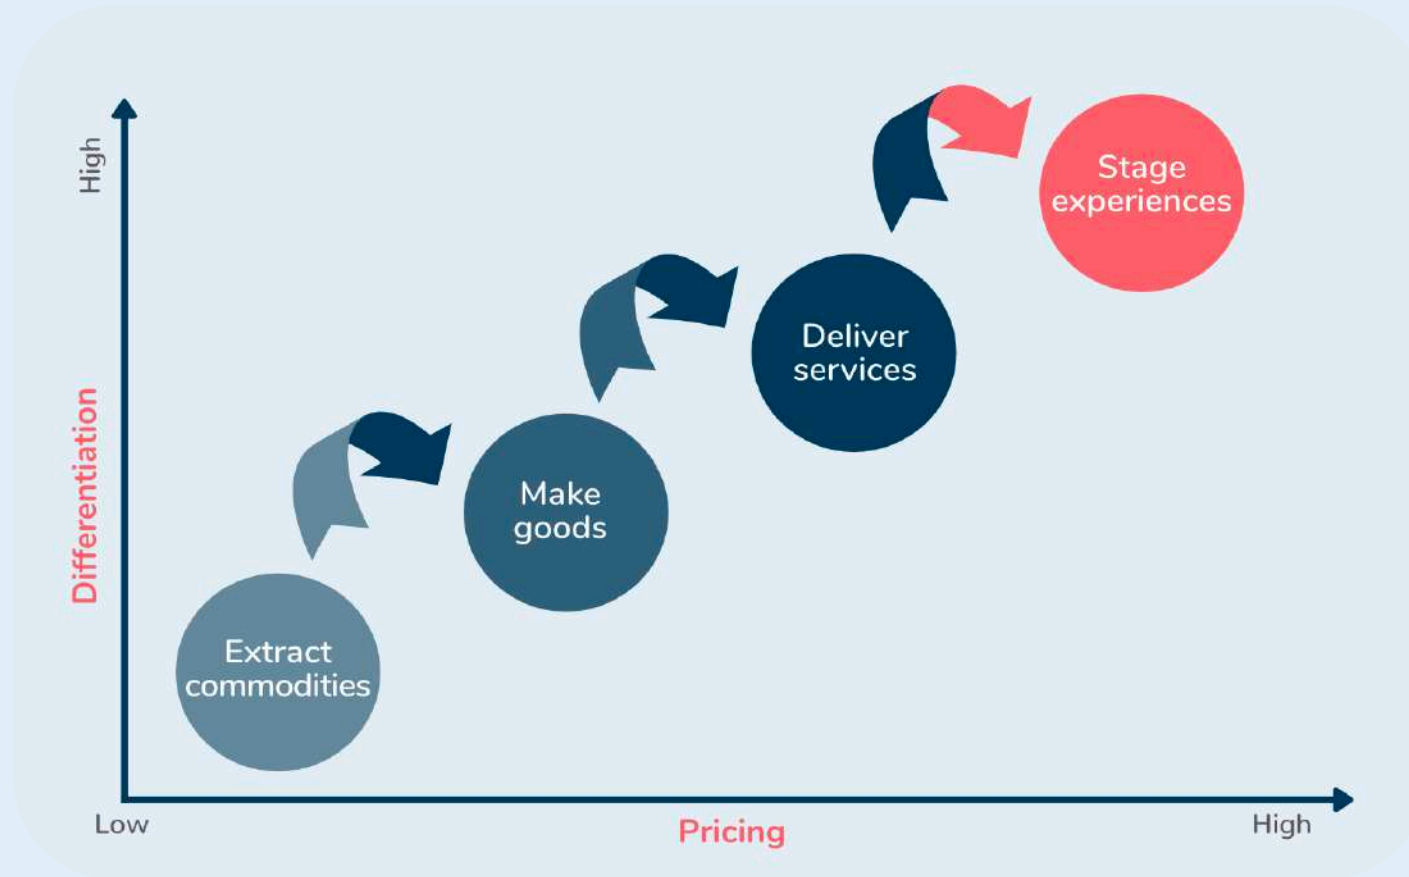 High
Differentiation
Stage
experiences
Deliver
services
Make
goods
Extract
commodities
Low
Pricing
High